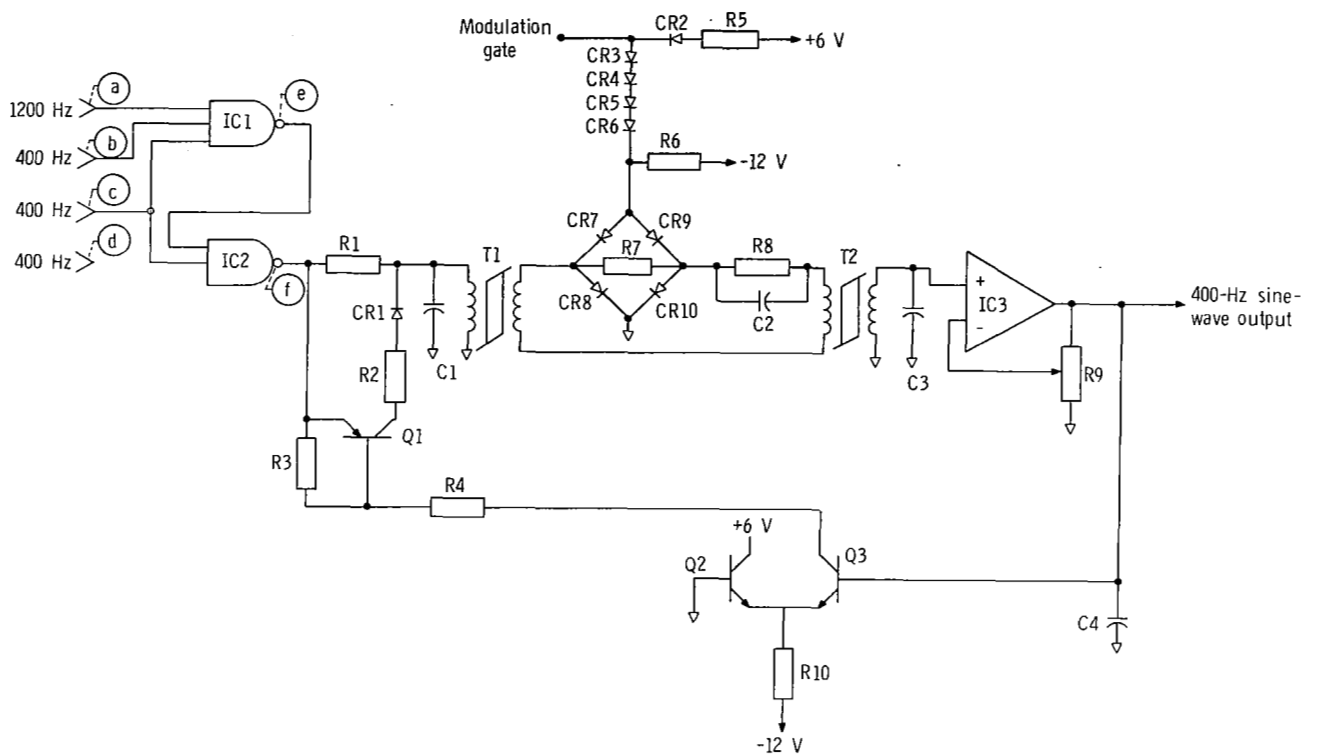 Modulation
gate
CR2
R5
+6 V
CR3
CR4
CR5
CR6
R6
-12 V
1200 Hz
a
400 Hz
b
400 Hz
c
400 Hz
d
IC1
e
IC2
f
R1
CR1
R2
C1
T1
CR7
CR9
R7
CR8
CR10
R8
C2
T2
C3
+
IC3
-
R9
400-Hz sine-
wave output
Q1
R3
R4
+6 V
Q2
Q3
C4
R10
-12 V